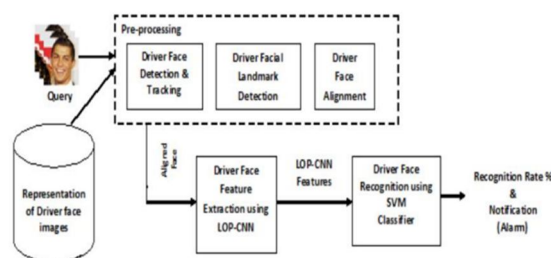 Pre-processing
Driver Face
Detection &
Tracking
Driver Facial
Landmark
Detection
Driver
Face
Alignment
Query
Representation
of Driver face
images
Aligned
Face
Driver Face
Feature
Extraction using
LOP-CNN
LOP-CNN
Features
Driver Face
Recognition using
SVM
Classifier
Recognition Rate %
&
Notification
(Alarm)